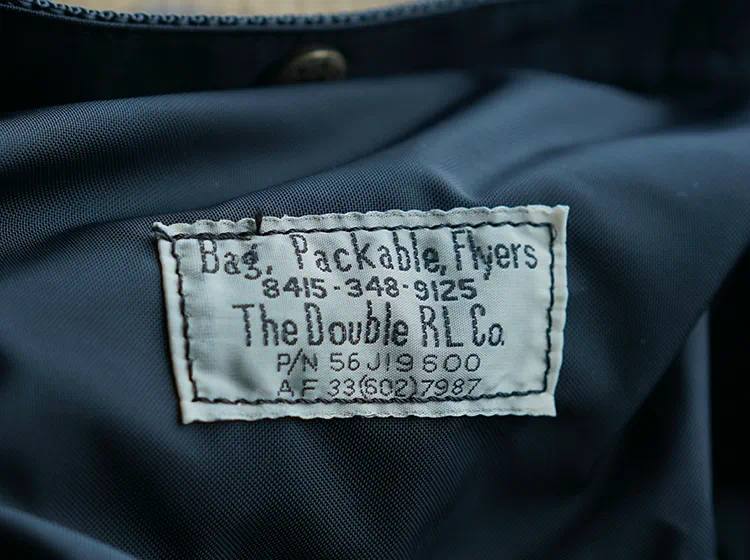 Bag, Packable, Flyers
8415-348-9125
The Double RL Co.
P/N 56J19600
AF 33(602)7987